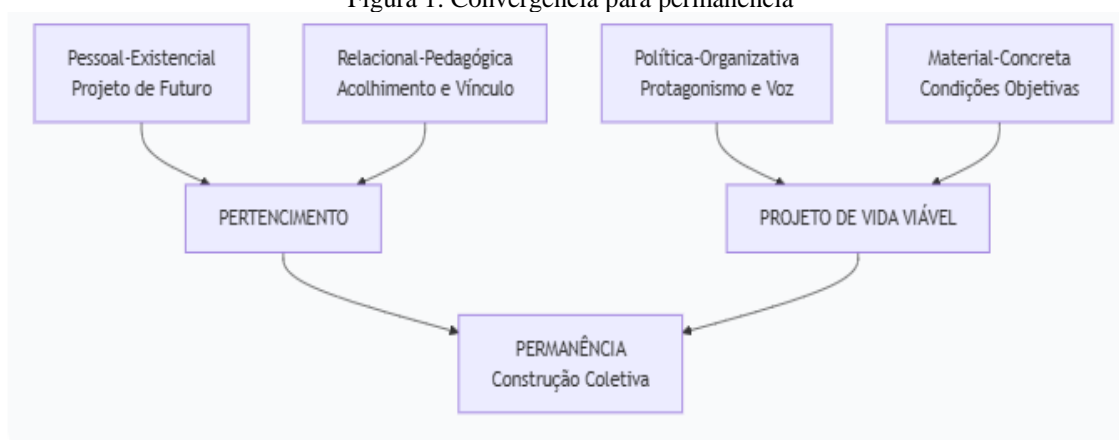 Figura 1: Convergência para permanência
Pessoal-Existencial
Projeto de Futuro
Relacional-Pedagógica
Acolhimento e Vínculo
Política-Organizativa
Protagonismo e Voz
Material-Concreta
Condições Objetivas
PERTENCIMENTO
PROJETO DE VIDA VIÁVEL
PERMANÊNCIA
Construção Coletiva